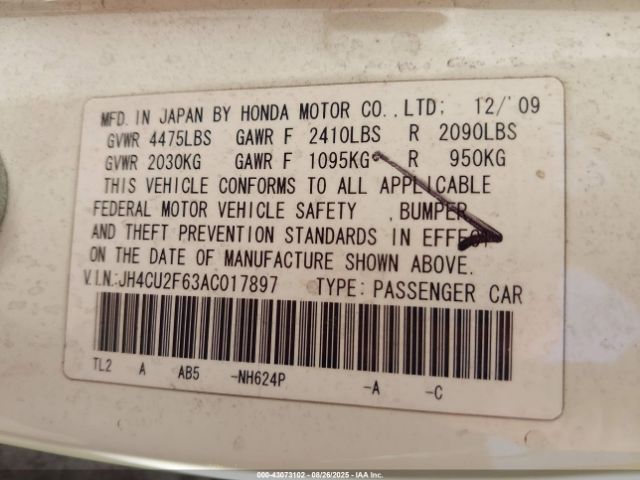 MFD. IN JAPAN BY HONDA MOTOR CO., LTD; 12/'09
GVWR 4475LBS GAWR F 2410LBS R 2090LBS
GVWR 2030KG GAWR F 1095KG R 950KG
THIS VEHICLE CONFORMS TO ALL APPLICABLE
FEDERAL MOTOR VEHICLE SAFETY , BUMPER
AND THEFT PREVENTION STANDARDS IN EFFECT
ON THE DATE OF MANUFACTURE SHOWN ABOVE.
V.I.N.:JH4CU2F63AC017897 TYPE: PASSENGER CAR
TL2 A AB5 -NH624P -A -C
000-43073102 - 08/26/2025 - © IAA Inc.